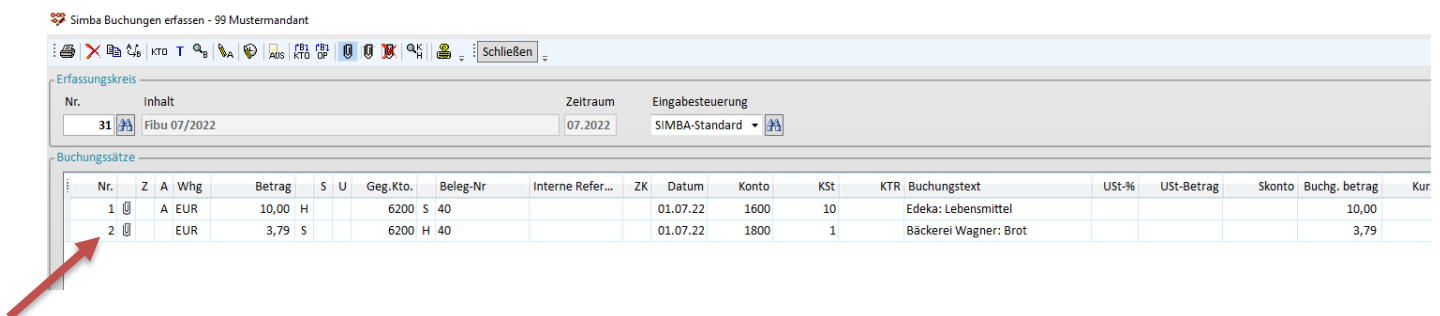 Simba Buchungen erfassen - 99 Mustermandant
KTO T B A AUS FB1 KTO FB1 OP K H Schließen
Erfassungskreis
Nr. Inhalt Zeitraum Eingabesteuerung
31 Fibu 07/2022 07.2022 SIMBA-Standard
Buchungssätze
Nr. Z A Whg Betrag S U Geg.Kto. Beleg-Nr Interne Refer... ZK Datum Konto KSt KTR Buchungstext USt-% USt-Betrag Skonto Buchg. betrag Kurs
1 A EUR 10,00 H 6200 S 40 01.07.22 1600 10 Edeka: Lebensmittel 10,00
2 EUR 3,79 S 6200 H 40 01.07.22 1800 1 Bäckerei Wagner: Brot 3,79